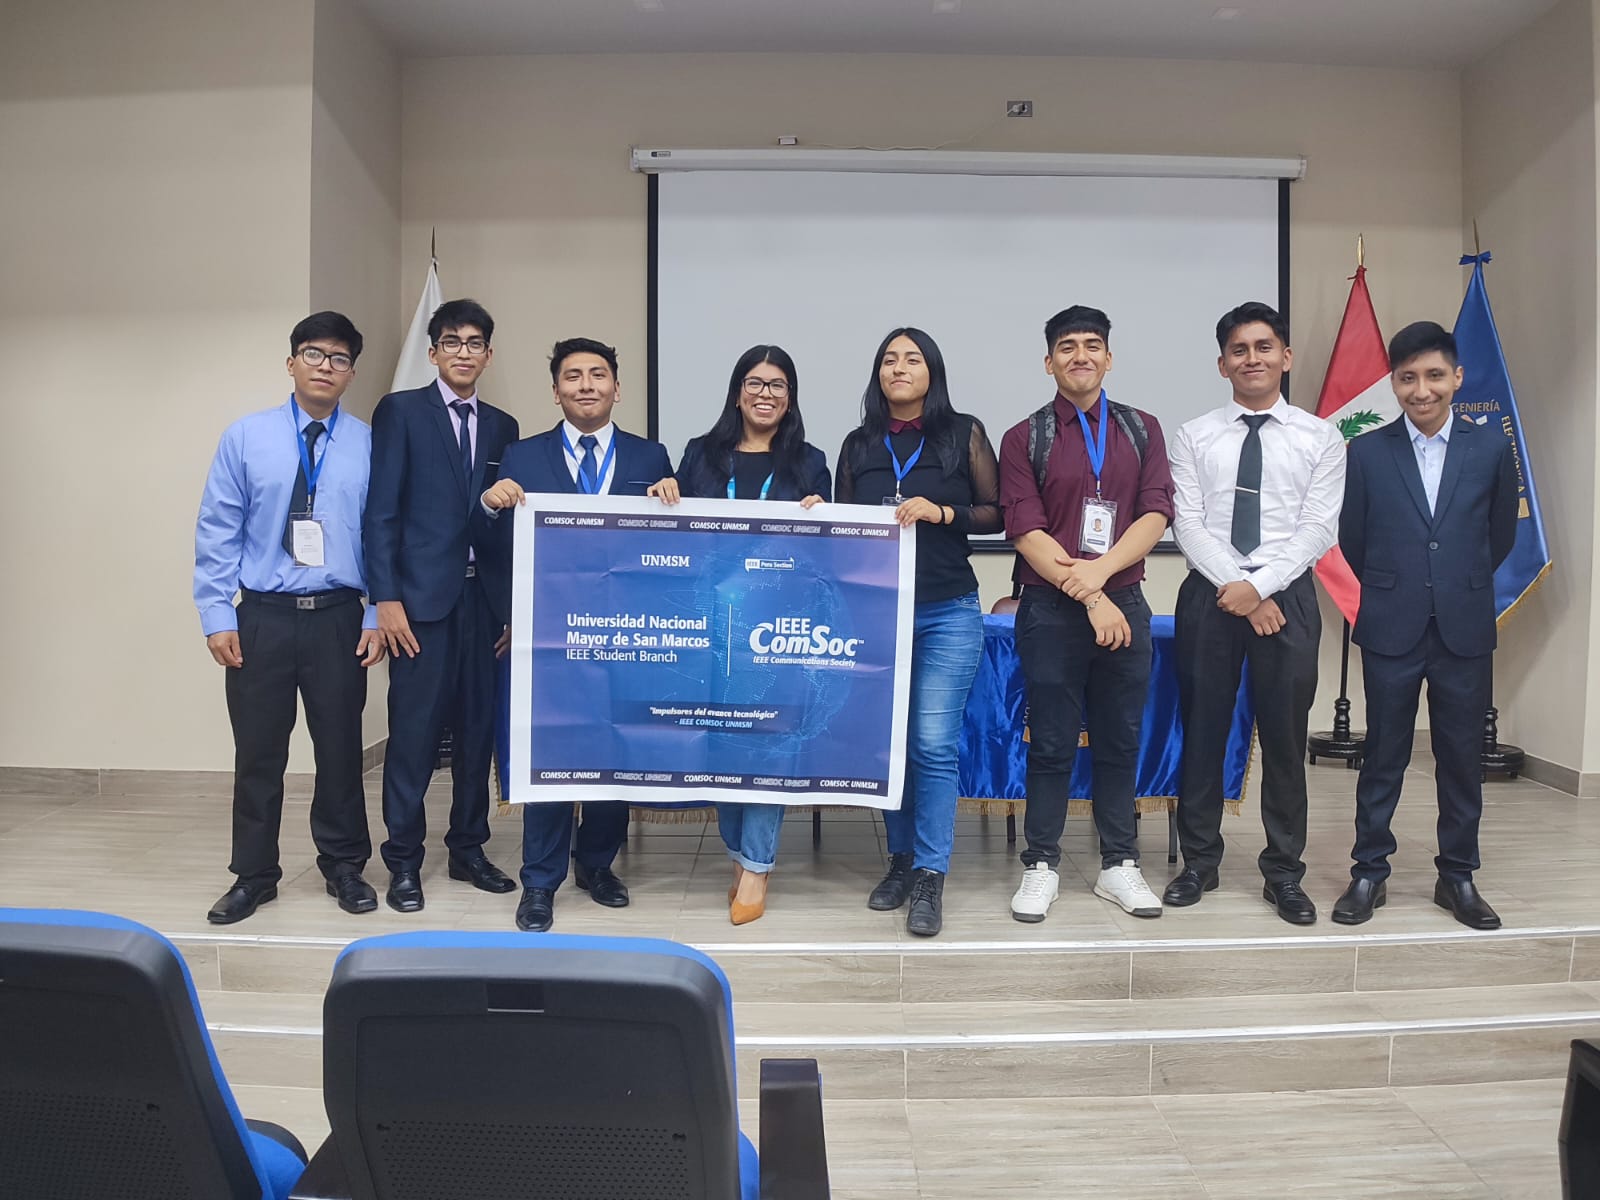 COMSOC UNMSM COMSOC UNMSM COMSOC UNMSM COMSOC UNMSM COMSOC UNMSM
UNMSM
IEEE Peru Section
Universidad Nacional
Mayor de San Marcos
IEEE Student Branch
IEEE
ComSoc™
IEEE Communications Society
"Impulsores del avance tecnológico"
- IEEE COMSOC UNMSM
COMSOC UNMSM COMSOC UNMSM COMSOC UNMSM COMSOC UNMSM COMSOC UNMSM
GENIERÍA
ELECTRÓNICA